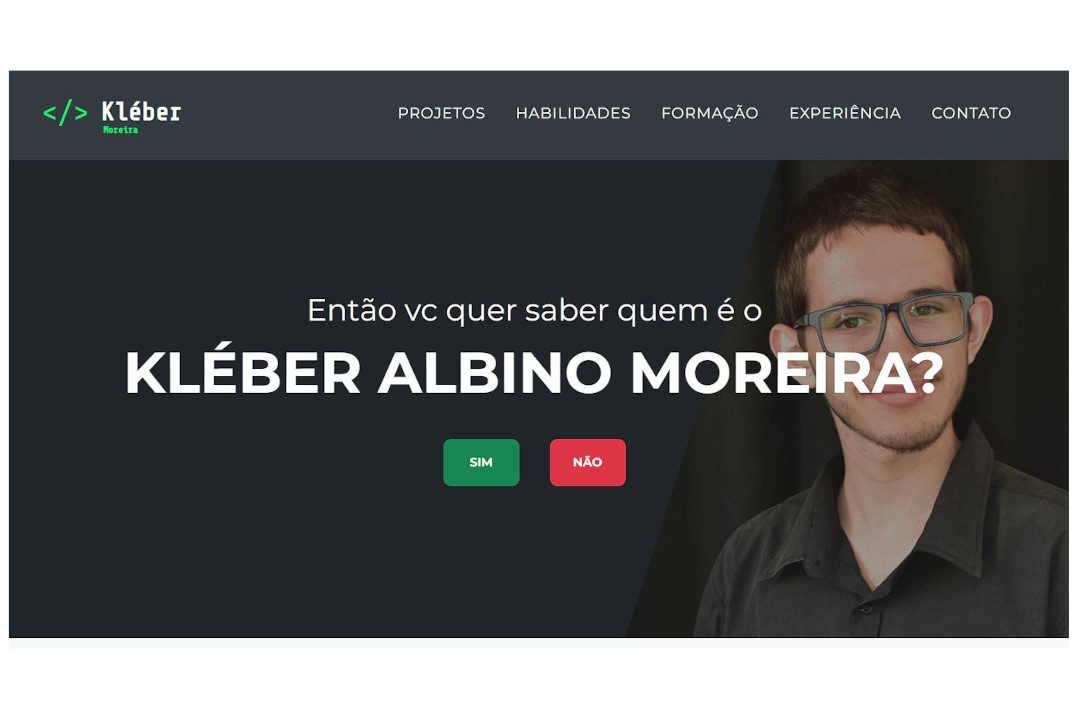 </> Kléber
Moreira
PROJETOS HABILIDADES FORMAÇÃO EXPERIÊNCIA CONTATO
Então vc quer saber quem é o
KLÉBER ALBINO MOREIRA?
SIM NÃO